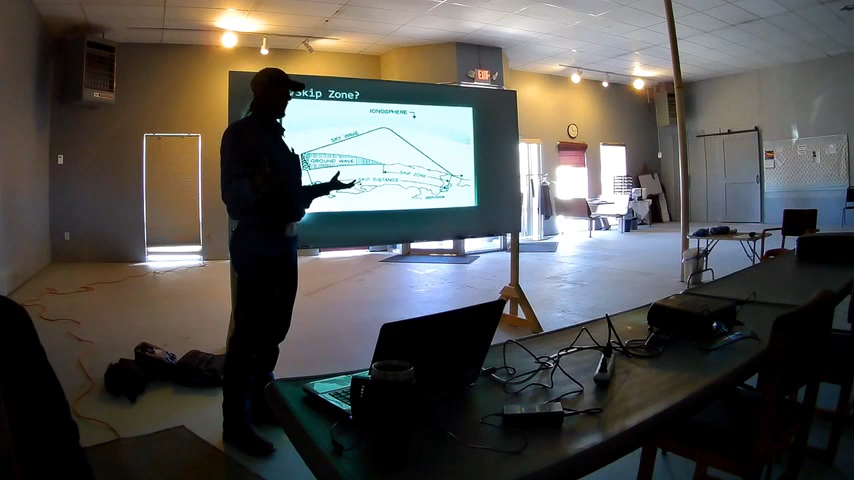 Skip Zone?
IONOSPHERE
EXIT
SKY WAVE
GROUND WAVE
SKIP ZONE
SKIP DISTANCE